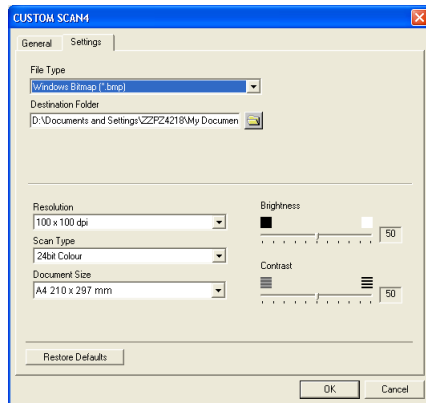 CUSTOM SCAN4
General Settings
File Type
Windows Bitmap (*.bmp)
Destination Folder
D:\Documents and Settings\ZZPZ4218\My Documen
Resolution
100 x 100 dpi
Scan Type
24bit Colour
Document Size
A4 210 x 297 mm
Brightness
50
Contrast
50
Restore Defaults
OK Cancel